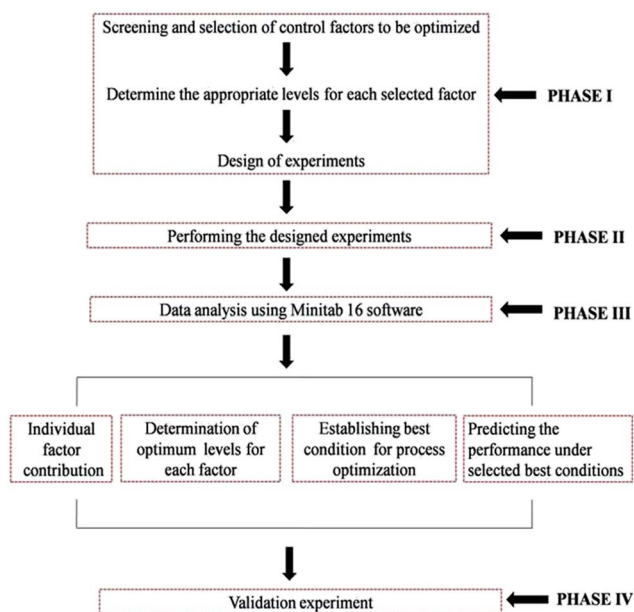 Screening and selection of control factors to be optimized
Determine the appropriate levels for each selected factor
PHASE I
Design of experiments
Performing the designed experiments
PHASE II
Data analysis using Minitab 16 software
PHASE III
Individual
factor
contribution
Determination of
optimum levels for
each factor
Establishing best
condition for process
optimization
Predicting the
performance under
selected best conditions
Validation experiment
PHASE IV